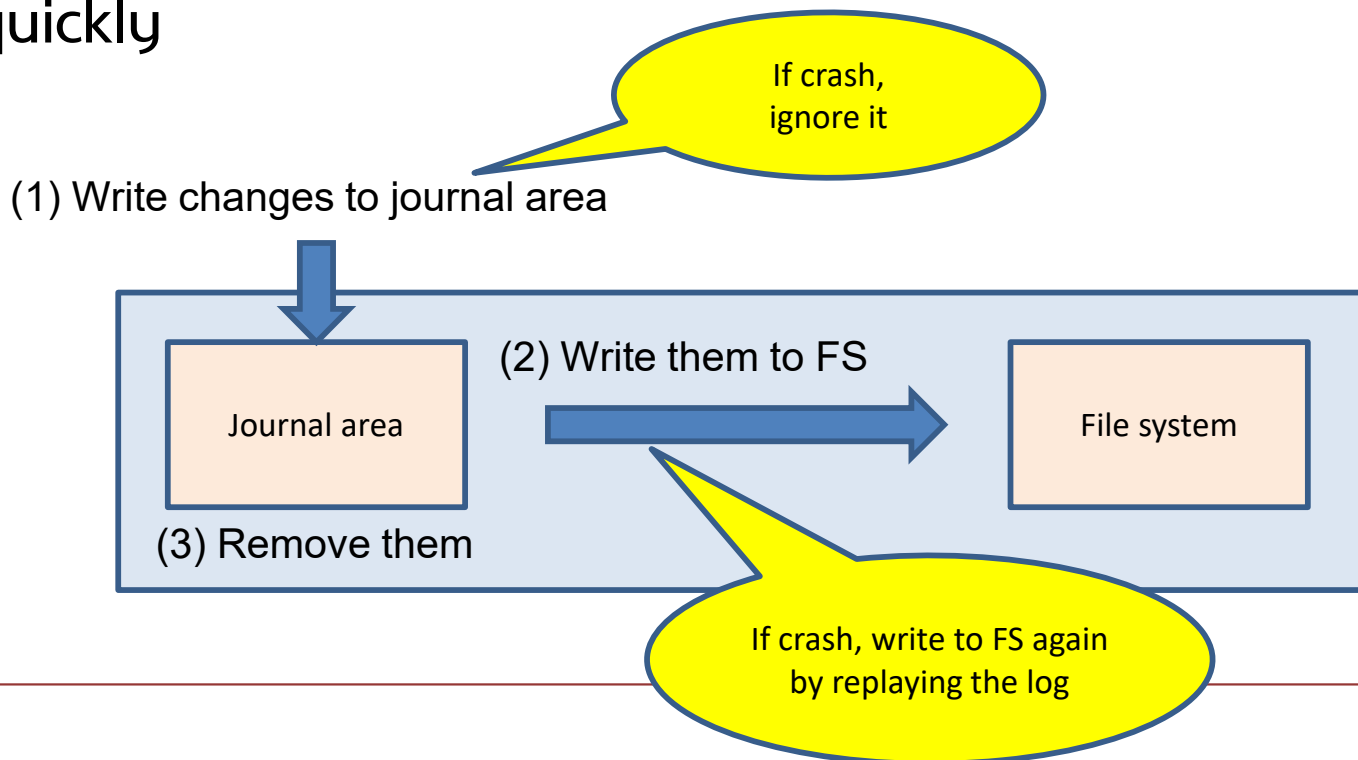 quickly
If crash,
ignore it
(1) Write changes to journal area
(2) Write them to FS
Journal area
File system
(3) Remove them
If crash, write to FS again
by replaying the log